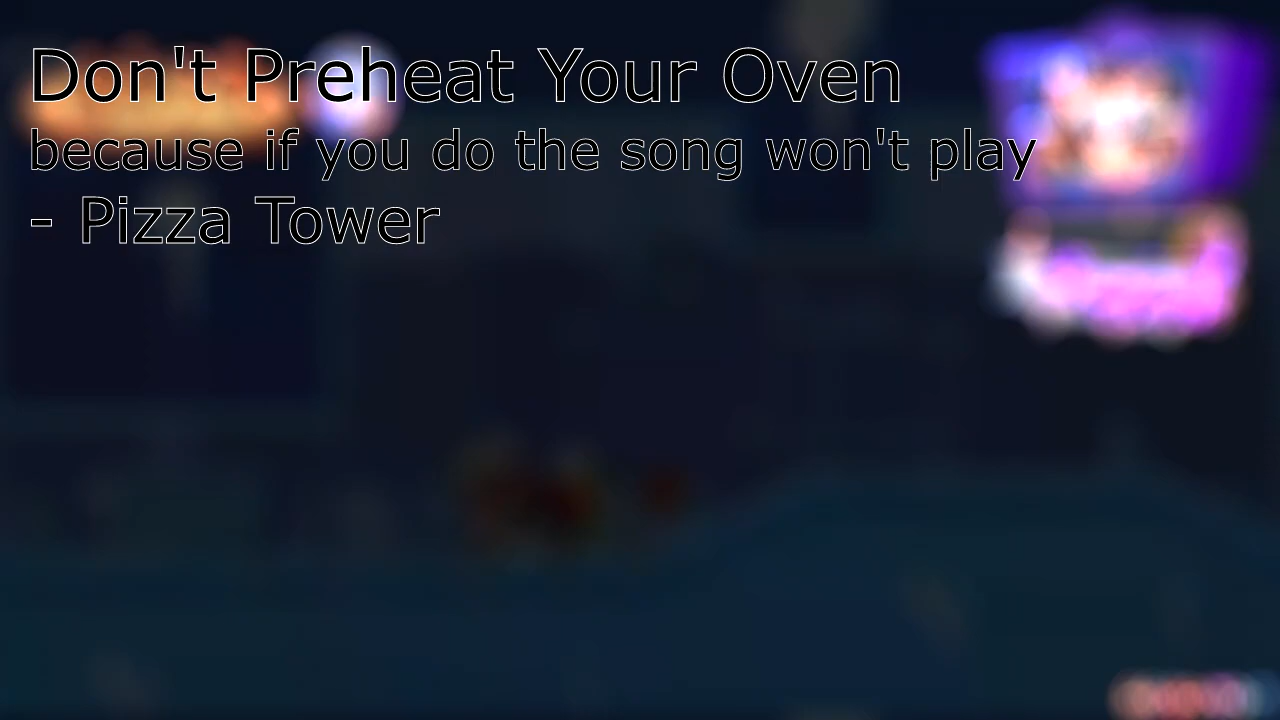 Don't Preheat Your Oven
because if you do the song won't play
- Pizza Tower